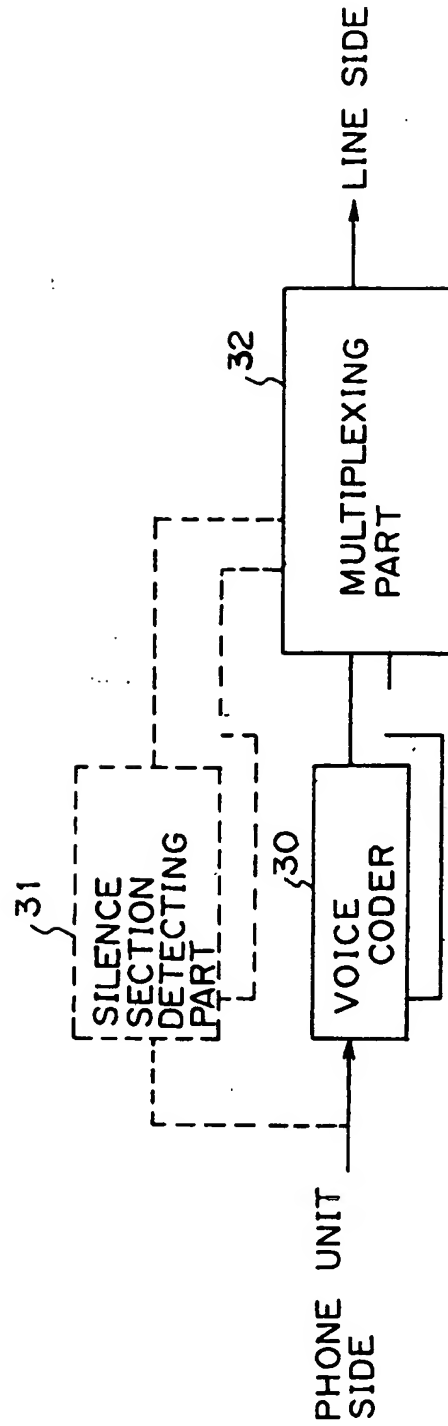 PHONE UNIT
SIDE
31
SILENCE
SECTION
DETECTING
PART
30
VOICE
CODER
32
MULTIPLEXING
PART
LINE SIDE